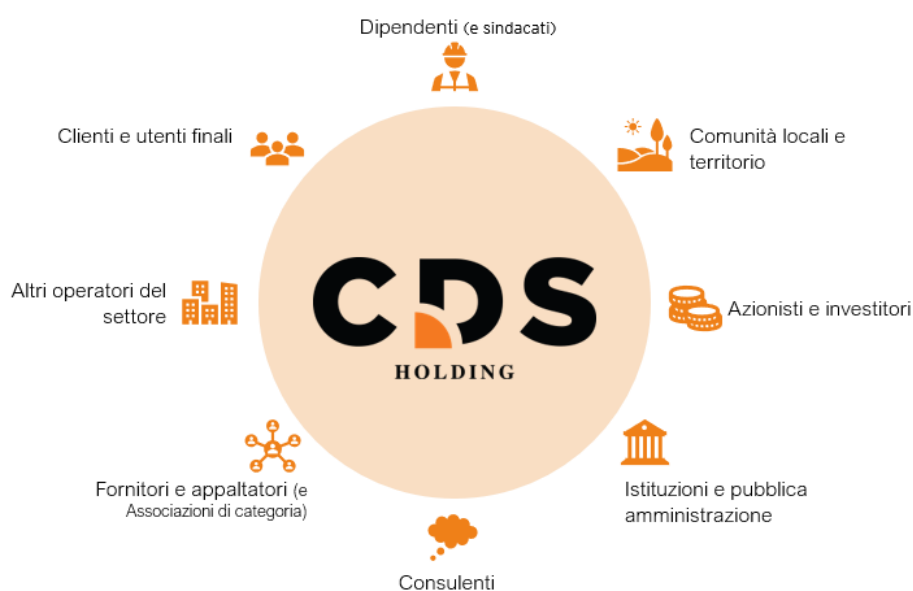 Dipendenti (e sindacati)
Clienti e utenti finali
Comunità locali e
territorio
Altri operatori del
settore
CDS
HOLDING
Azionisti e investitori
Fornitori e appaltatori (e
Associazioni di categoria)
Istituzioni e pubblica
amministrazione
Consulenti